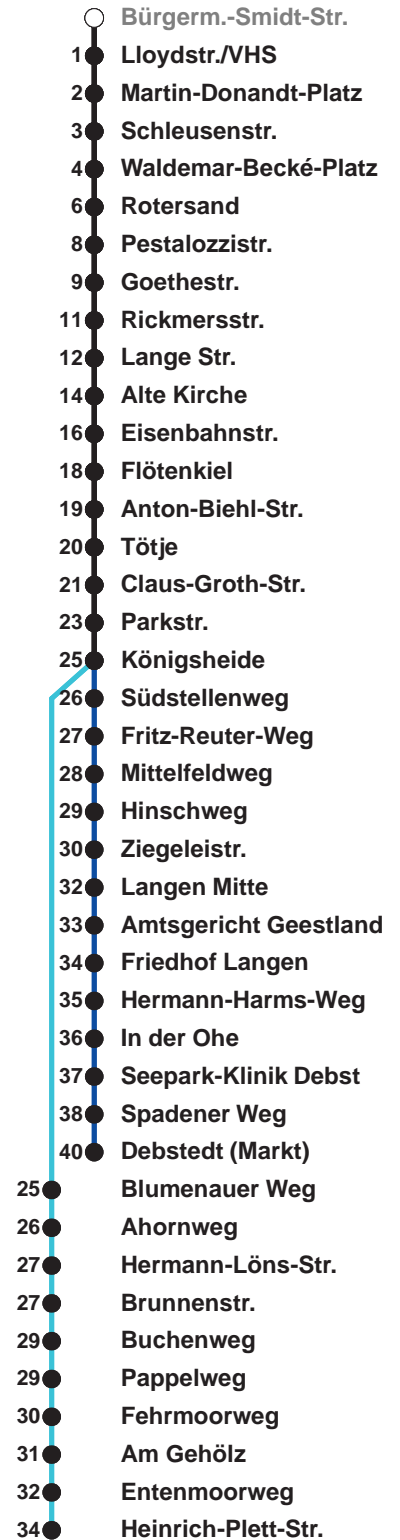 Bürgerm.-Smidt-Str.
1 Lloydstr./VHS
2 Martin-Donandt-Platz
3 Schleusenstr.
4 Waldemar-Becké-Platz
6 Rotersand
8 Pestalozzistr.
9 Goethestr.
11 Rickmersstr.
12 Lange Str.
14 Alte Kirche
16 Eisenbahnstr.
18 Flötenkiel
19 Anton-Biehl-Str.
20 Tötje
21 Claus-Groth-Str.
23 Parkstr.
25 Königsheide
26 Südstellenweg
27 Fritz-Reuter-Weg
28 Mittelfeldweg
29 Hinschweg
30 Ziegeleistr.
32 Langen Mitte
33 Amtsgericht Geestland
34 Friedhof Langen
35 Hermann-Harms-Weg
36 In der Ohe
37 Seepark-Klinik Debst
38 Spadener Weg
40 Debstedt (Markt)
25 Blumenauer Weg
26 Ahornweg
27 Hermann-Löns-Str.
27 Brunnenstr.
29 Buchenweg
29 Pappelweg
30 Fehrmoorweg
31 Am Gehölz
32 Entenmoorweg
34 Heinrich-Plett-Str.